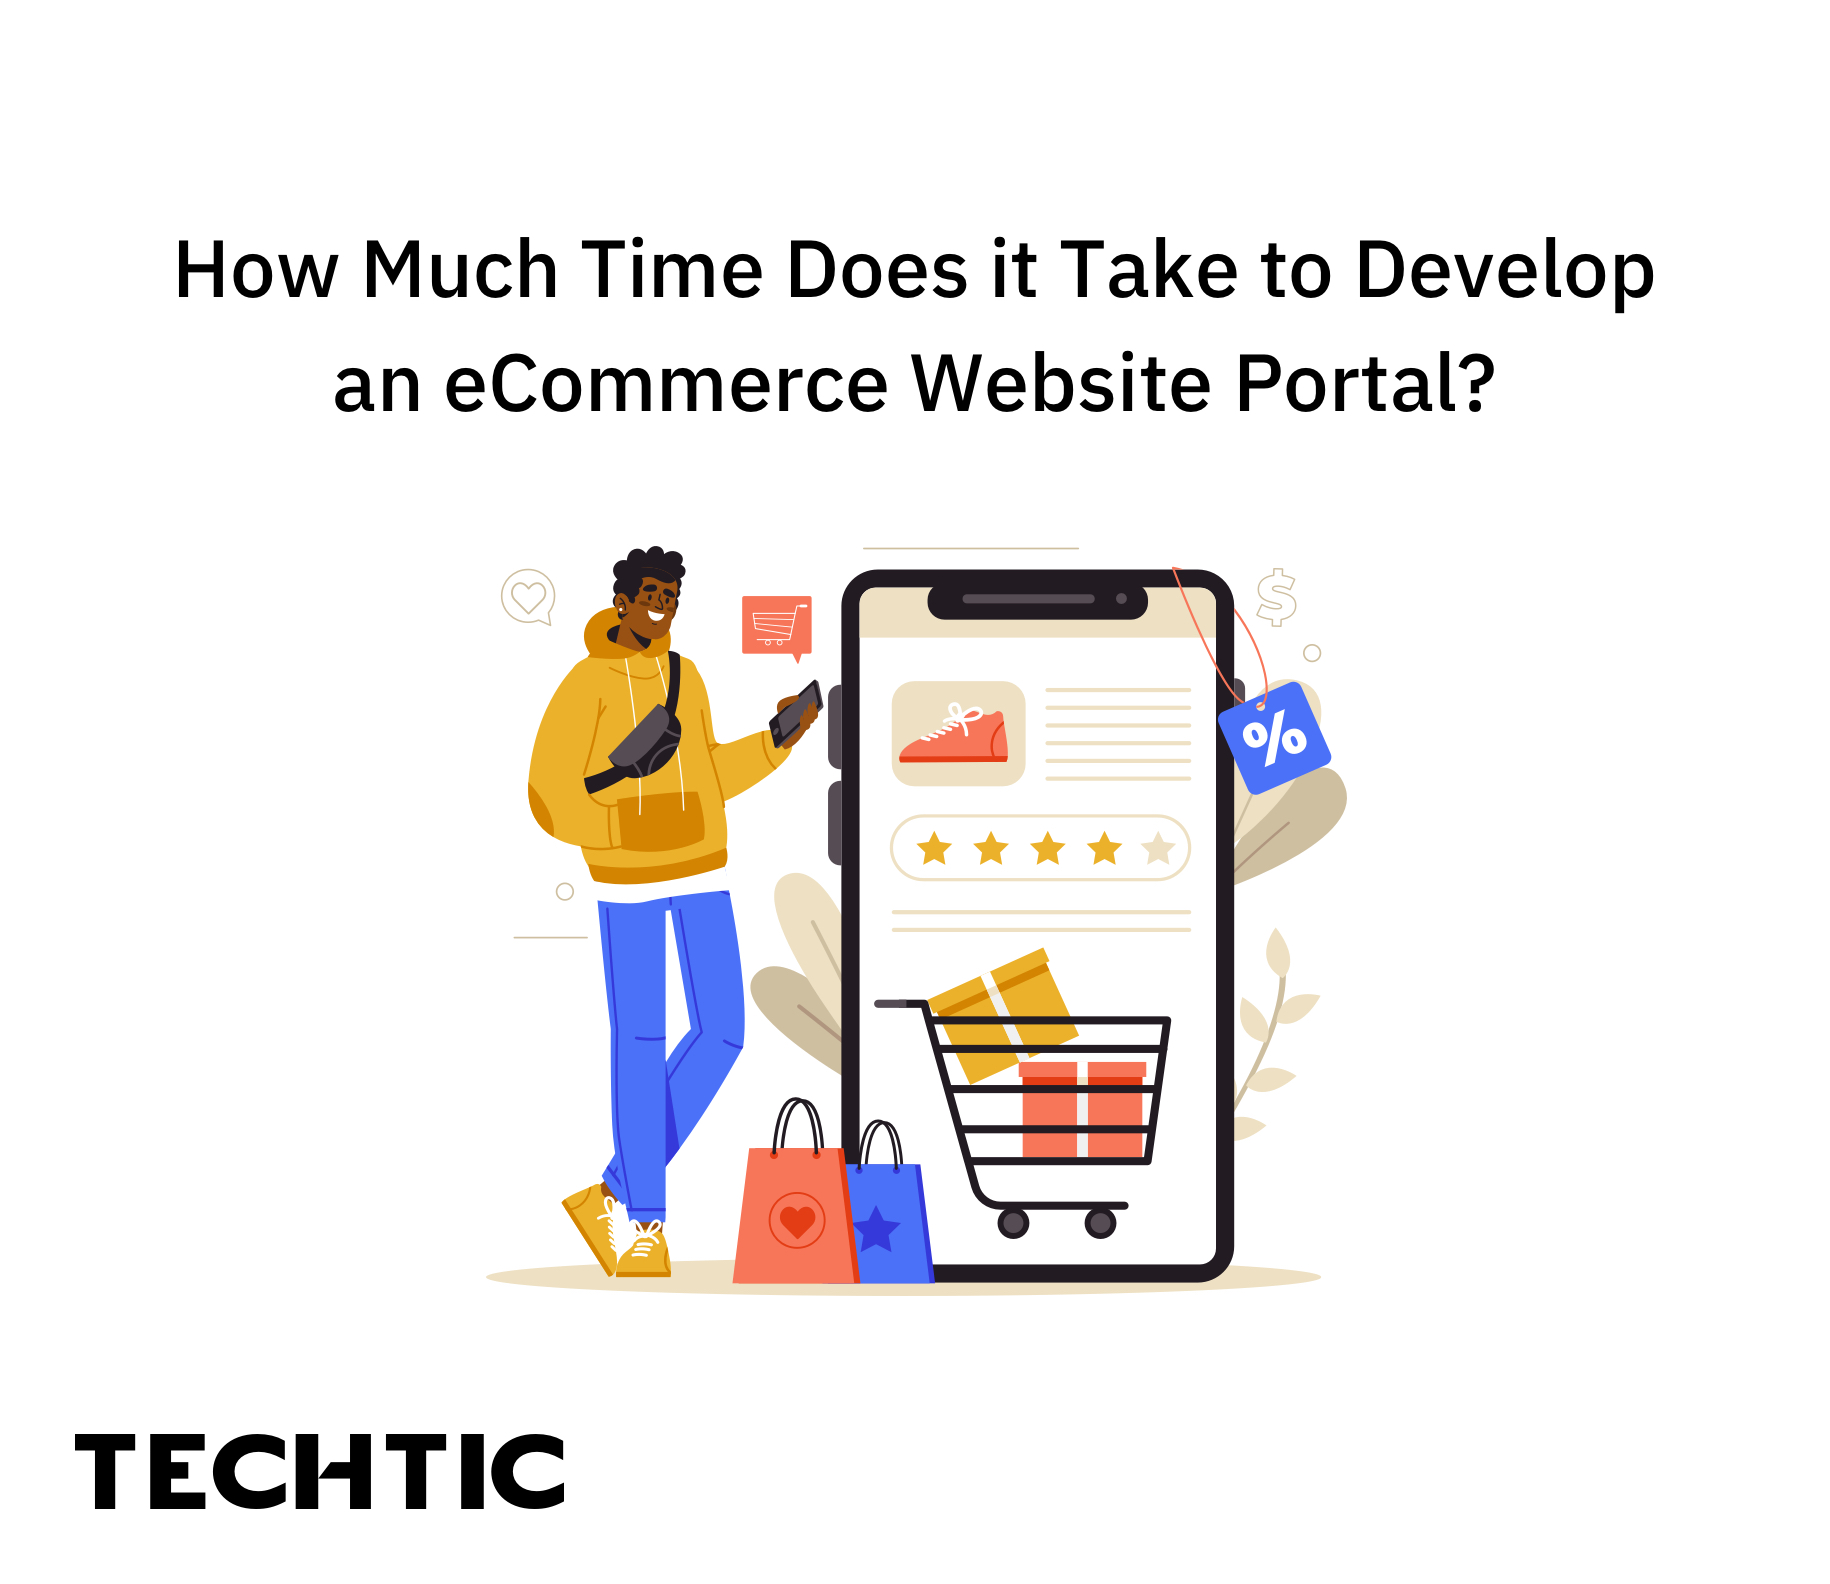 How Much Time Does it Take to Develop
an eCommerce Website Portal?
$
%
TECHTIC